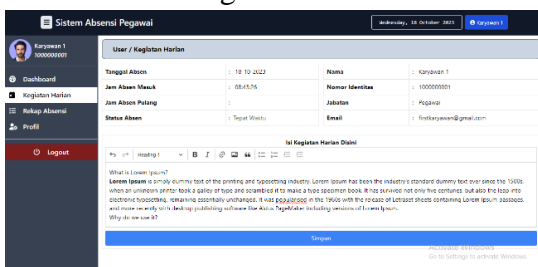 Sistem Absensi Pegawai
Wednesday, 18 October 2023
Karyawan 1
Karyawan 1
1000000001
Dashboard
Kegiatan Harian
Rekap Absensi
Profil
Logout
User / Kegiatan Harian
Tanggal Absen : 18-10-2023
Nama : Karyawan 1
Jam Absen Masuk : 08:45:26
Nomor Identitas : 1000000001
Jam Absen Pulang :
Jabatan : Pegawai
Status Absen : Tepat Waktu
Email : firstkaryawan@gmail.com
Isi Kegiatan Harian Disini
Heading 1
B I
What is Lorem Ipsum?
Lorem Ipsum is simply dummy text of the printing and typesetting industry. Lorem Ipsum has been the industry's standard dummy text ever since the 1500s,
when an unknown printer took a galley of type and scrambled it to make a type specimen book. It has survived not only five centuries, but also the leap into
electronic typesetting, remaining essentially unchanged. It was popularised in the 1960s with the release of Letraset sheets containing Lorem Ipsum passages,
and more recently with desktop publishing software like Aldus PageMaker including versions of Lorem Ipsum.
Why do we use it?
Simpan
Activate Windows
Go to Settings to activate Windows.